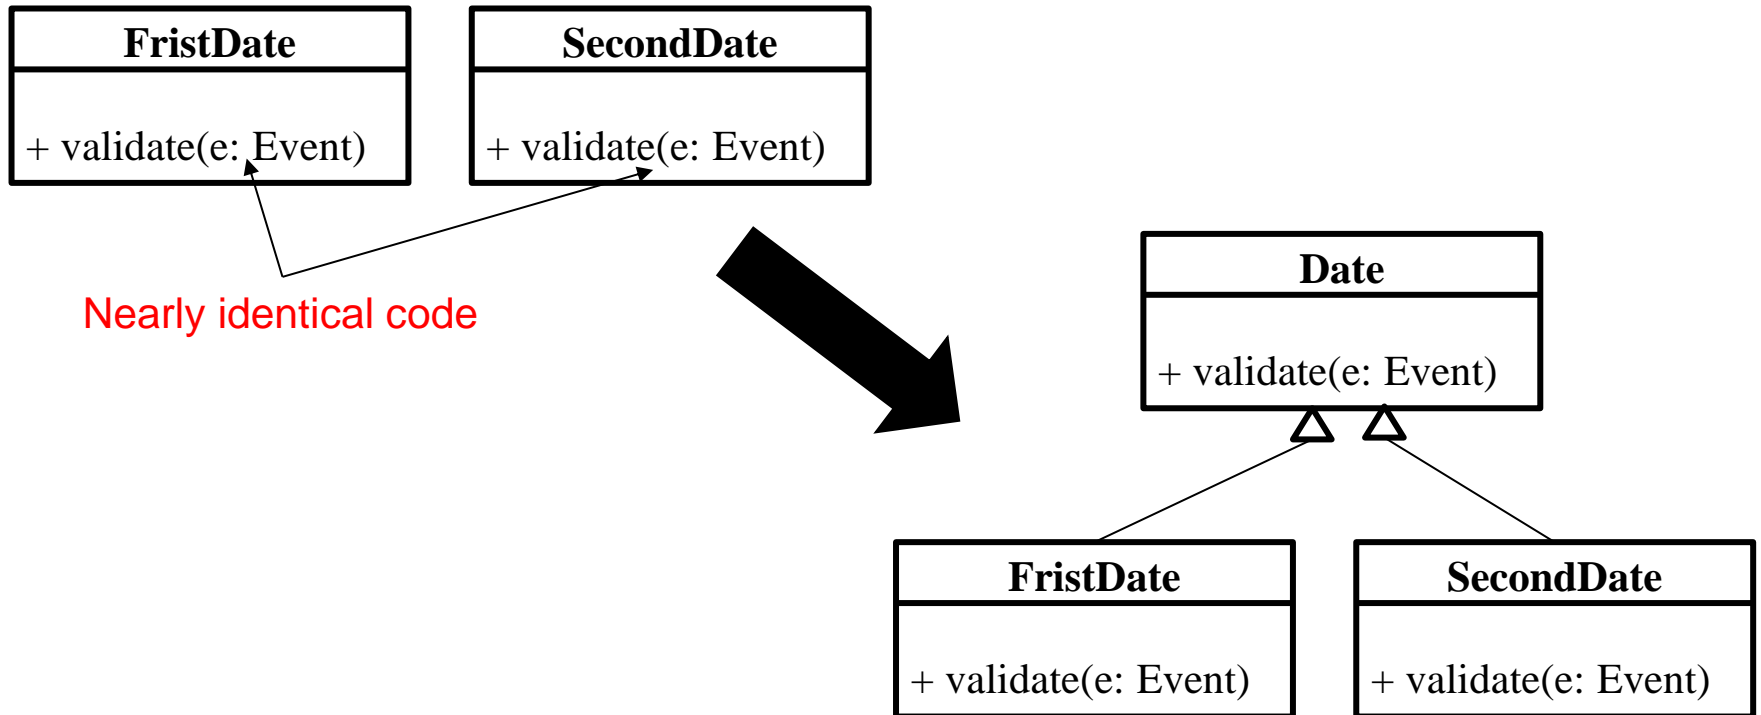 FristDate
+ validate(e: Event)
SecondDate
+ validate(e: Event)
Nearly identical code
Date
+ validate(e: Event)
FristDate
+ validate(e: Event)
SecondDate
+ validate(e: Event)